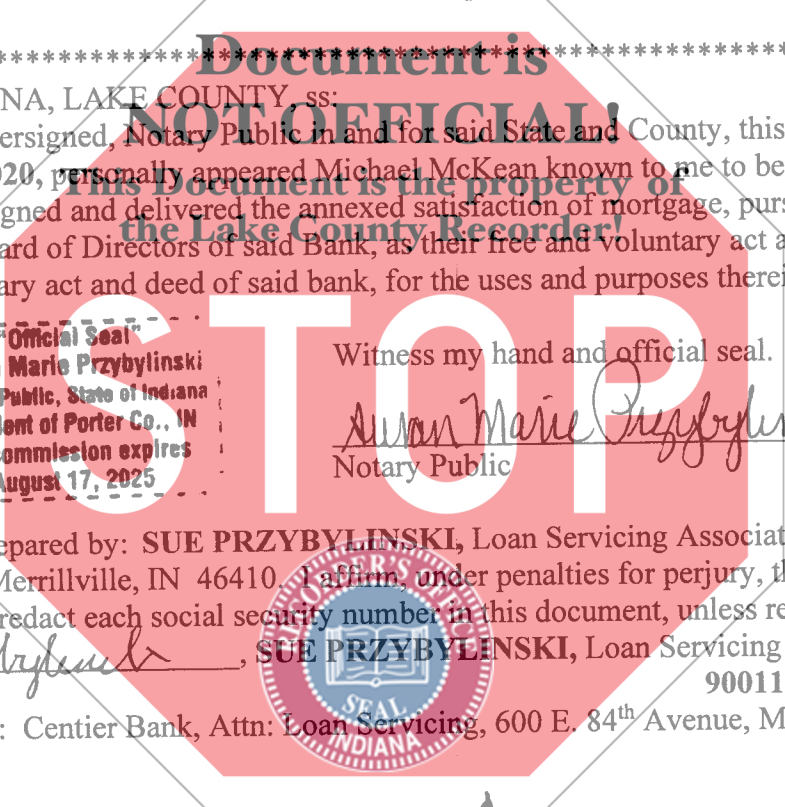 Document is
NOT OFFICIAL!
This Document is the property of
the Lake County Recorder!
STOP
************************************************************
NA, LAKE COUNTY, ss:
ersigned, Notary Public in and for said State and County, this
020, personally appeared Michael McKean known to me to be
gned and delivered the annexed satisfaction of mortgage, purs
ard of Directors of said Bank, as their free and voluntary act a
ary act and deed of said bank, for the uses and purposes therei
"Official Seal"
Marie Przybylinski
Public, State of Indiana
ent of Porter Co., IN
ommission expires
August 17, 2025
Witness my hand and official seal.
Susan Marie Przybylin
Notary Public
epared by: SUE PRZYBYLINSKI, Loan Servicing Associat
Merrillville, IN 46410. I affirm, under penalties for perjury, th
redact each social security number in this document, unless re
, SUE PRZYBYLINSKI, Loan Servicing
90011
: Centier Bank, Attn: Loan Servicing, 600 E. 84th Avenue, M
RECORDER'S OFFICE
SEAL
INDIANA